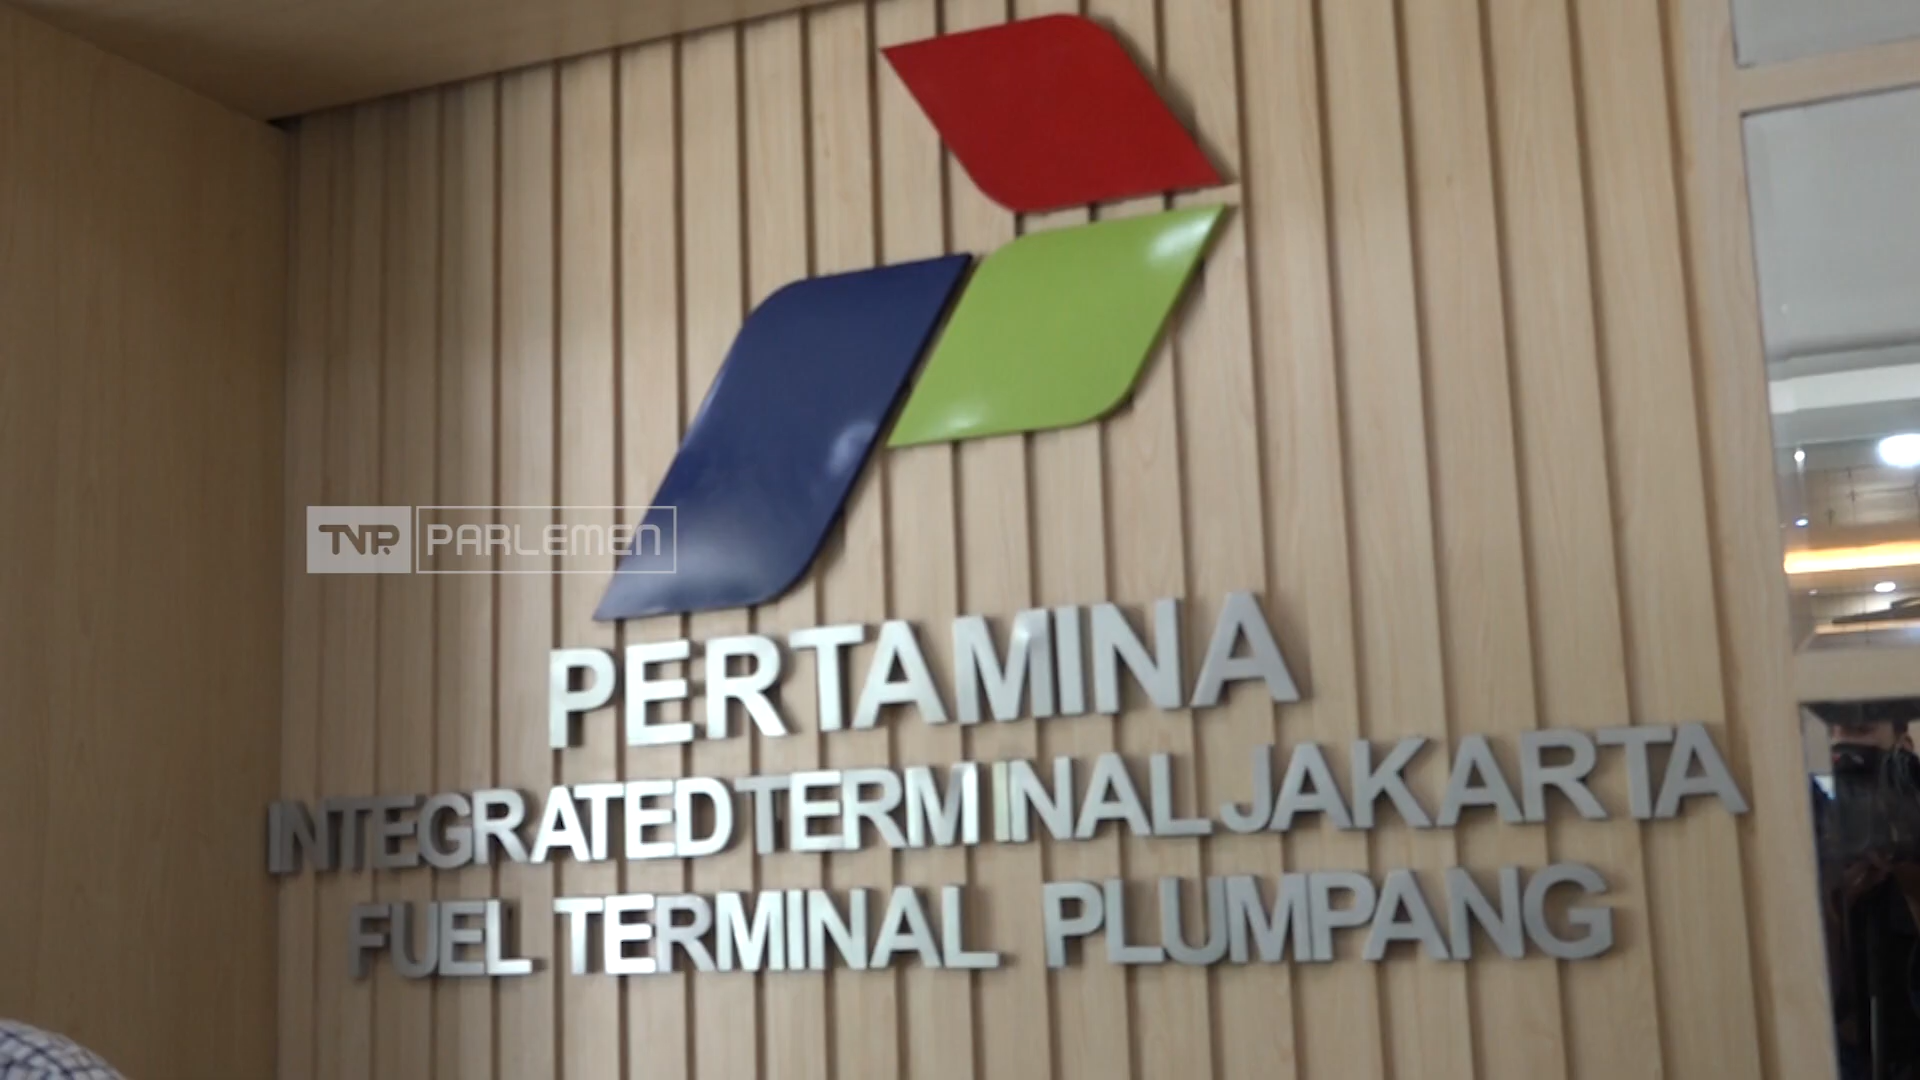 TVR PARLEMEN
PERTAMINA
INTEGRATED TERMINAL JAKARTA
FUEL TERMINAL PLUMPANG